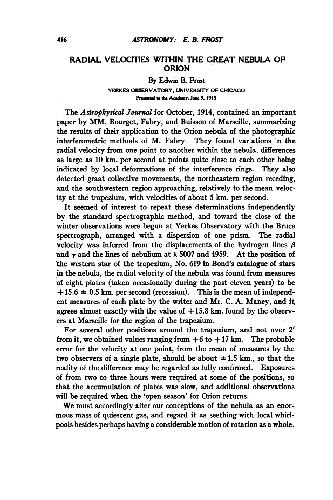 486 ASTRONOMY: E. B. FROST
RADIAL VELOCITIES WITHIN THE GREAT NEBULA OF
ORION
By Edwin B. Frost
YERKES OBSERVATORY, UNIVERSITY OF CHICAGO
Presented to the Academy, June 9, 1915
The Astrophysical Journal for October, 1914, contained an important
paper by MM. Bourget, Fabry, and Buisson of Marseille, summarizing
the results of their application to the Orion nebula of the photographic
interferometric methods of M. Fabry. They found variations in the
radial velocity from one point to another within the nebula, differences
as large as 10 km. per second at points quite close to each other being
indicated by local deformations of the interference rings. They also
detected great collective movements, the northeastern region receding,
and the southwestern region approaching, relatively to the mean veloc-
ity at the trapezium, with velocities of about 5 km. per second.
It seemed of interest to repeat these determinations independently
by the standard spectrographic method, and toward the close of the
winter observations were begun at Yerkes Observatory with the Bruce
spectrograph, arranged with a dispersion of one prism. The radial
velocity was inferred from the displacements of the hydrogen lines β
and γ and the lines of nebulium at λ 5007 and 4959. At the position of
the western star of the trapezium, No. 619 in Bond's catalogue of stars
in the nebula, the radial velocity of the nebula was found from measures
of eight plates (taken occasionally during the past eleven years) to be
+15.6 ± 0.5 km. per second (recession). This is the mean of independ-
ent measures of each plate by the writer and Mr. C. A. Maney, and it
agrees almost exactly with the value of +15.8 km. found by the observ-
ers at Marseille for the region of the trapezium.
For several other positions around the trapezium, and not over 2'
from it, we obtained values ranging from +6 to +17 km. The probable
error for the velocity at one point, from the mean of measures by the
two observers of a single plate, should be about ±1.5 km., so that the
reality of the difference may be regarded as fully confirmed. Exposures
of from two to three hours were required at some of the positions, so
that the accumulation of plates was slow, and additional observations
will be required when the 'open season' for Orion returns.
We must accordingly alter our conceptions of the nebula as an enor-
mous mass of quiescent gas, and regard it as seething with local whirl-
pools besides perhaps having a considerable motion of rotation as a whole.